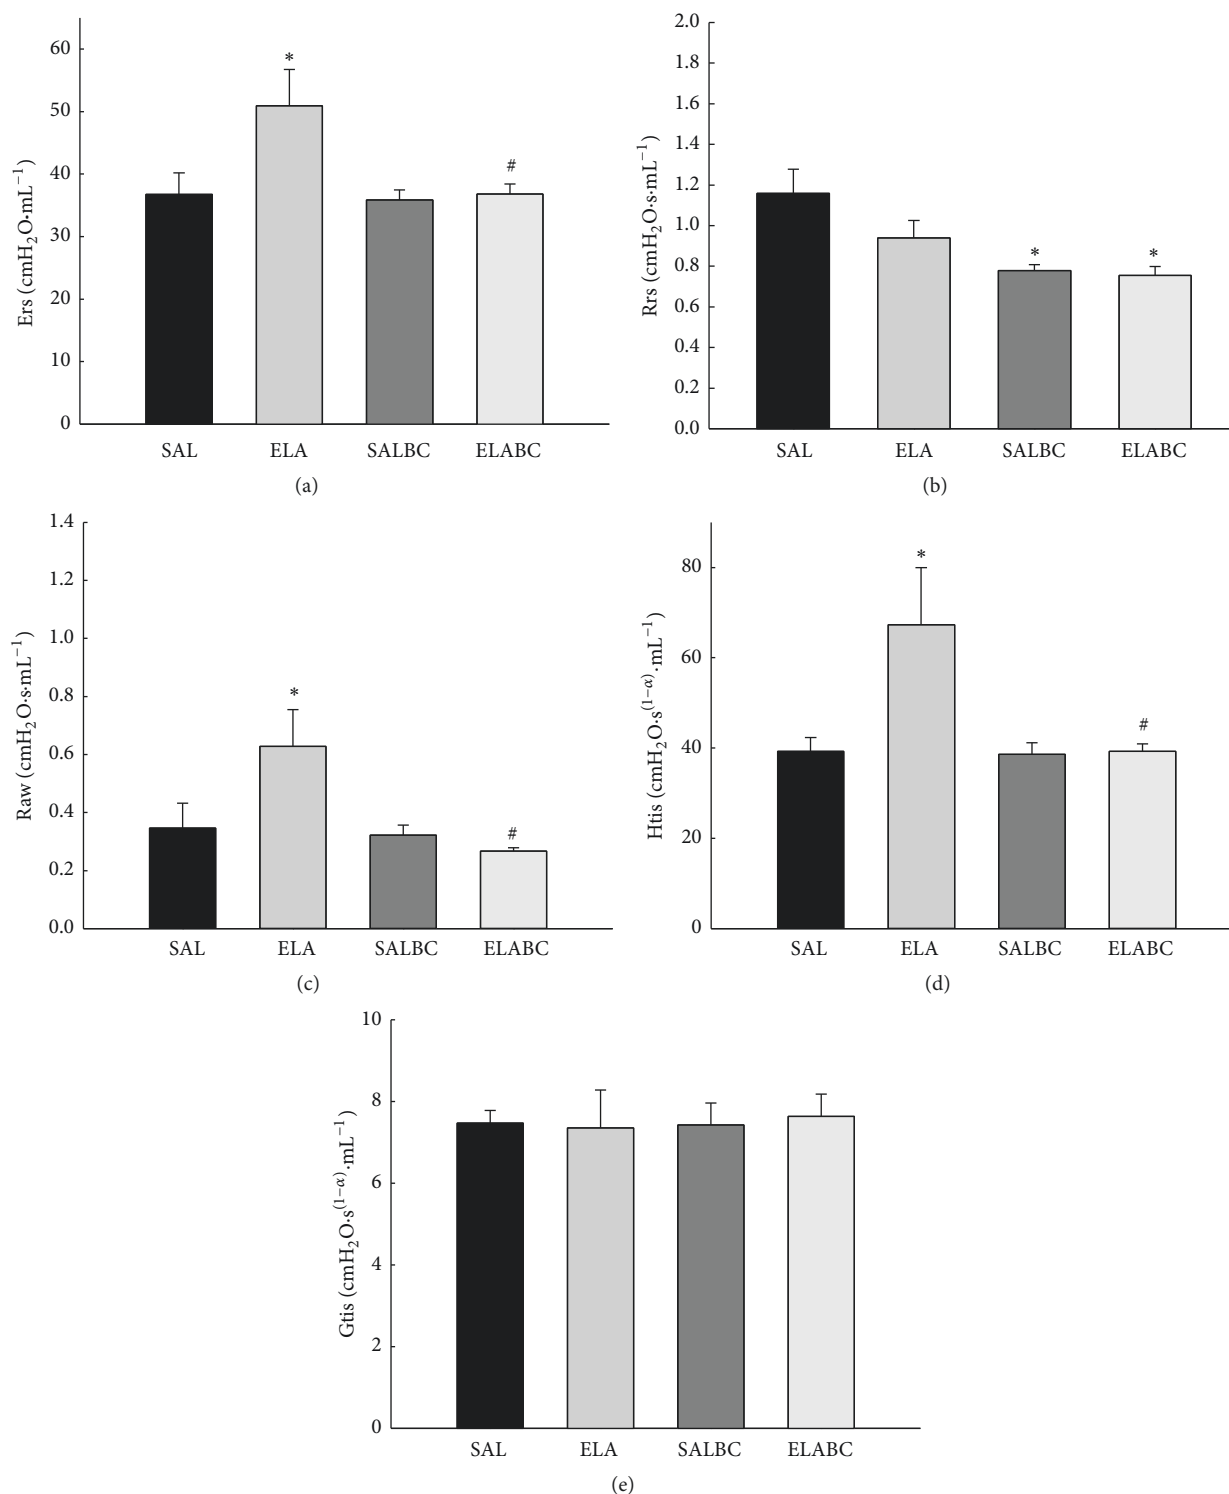 60
50
40
30
20
10
0
Ers (cmH₂O·mL⁻¹)
*
#
SAL ELA SALBC ELABC
(a)
2.0
1.8
1.6
1.4
1.2
1.0
0.8
0.6
0.4
0.2
0.0
Rrs (cmH₂O·s·mL⁻¹)
* *
SAL ELA SALBC ELABC
(b)
1.4
1.2
1.0
0.8
0.6
0.4
0.2
0.0
Raw (cmH₂O·s·mL⁻¹)
*
#
SAL ELA SALBC ELABC
(c)
80
60
40
20
0
Htis (cmH₂O·s⁽¹⁻ᵅ⁾·mL⁻¹)
*
#
SAL ELA SALBC ELABC
(d)
10
8
6
4
2
0
Gtis (cmH₂O·s⁽¹⁻ᵅ⁾·mL⁻¹)
SAL ELA SALBC ELABC
(e)